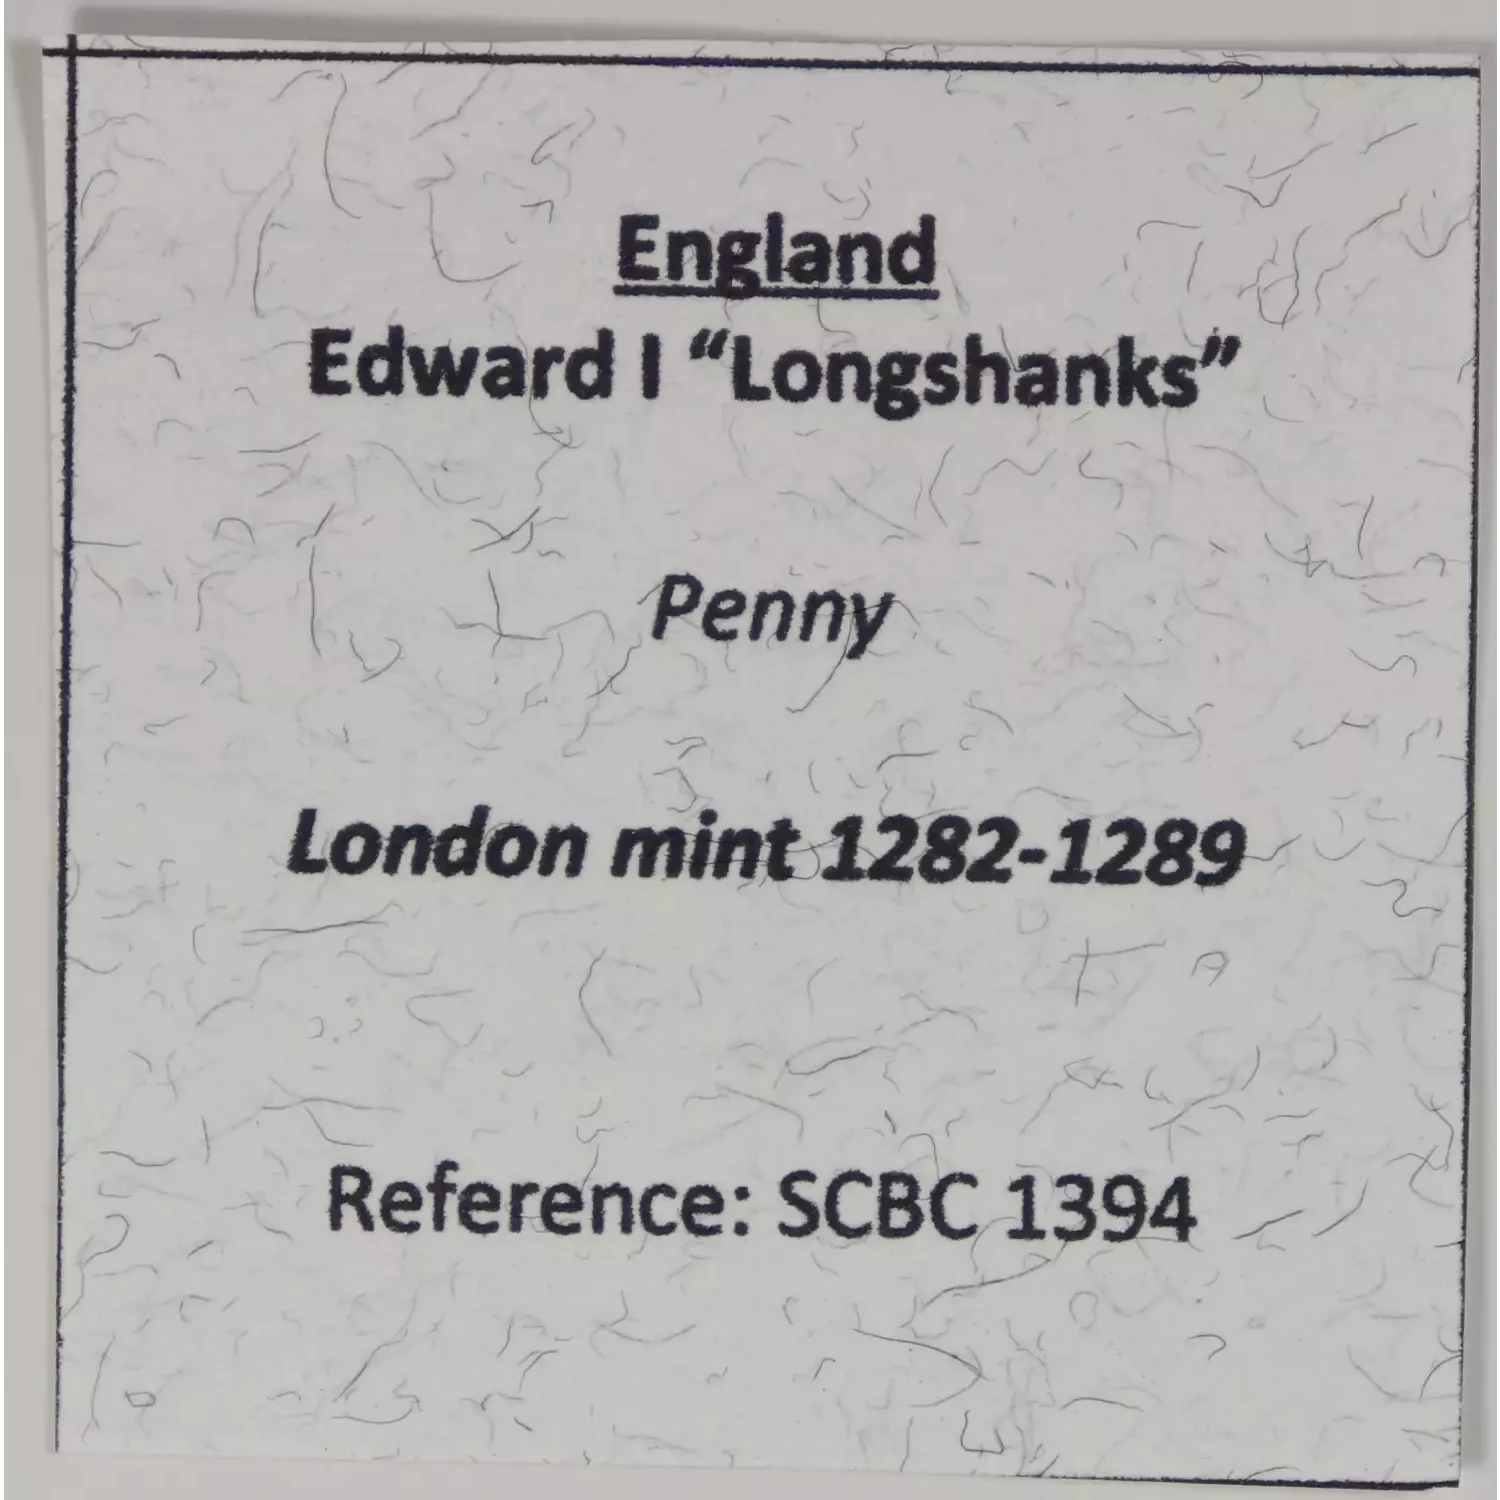 England
Edward I “Longshanks”
Penny
London mint 1282-1289
Reference: SCBC 1394